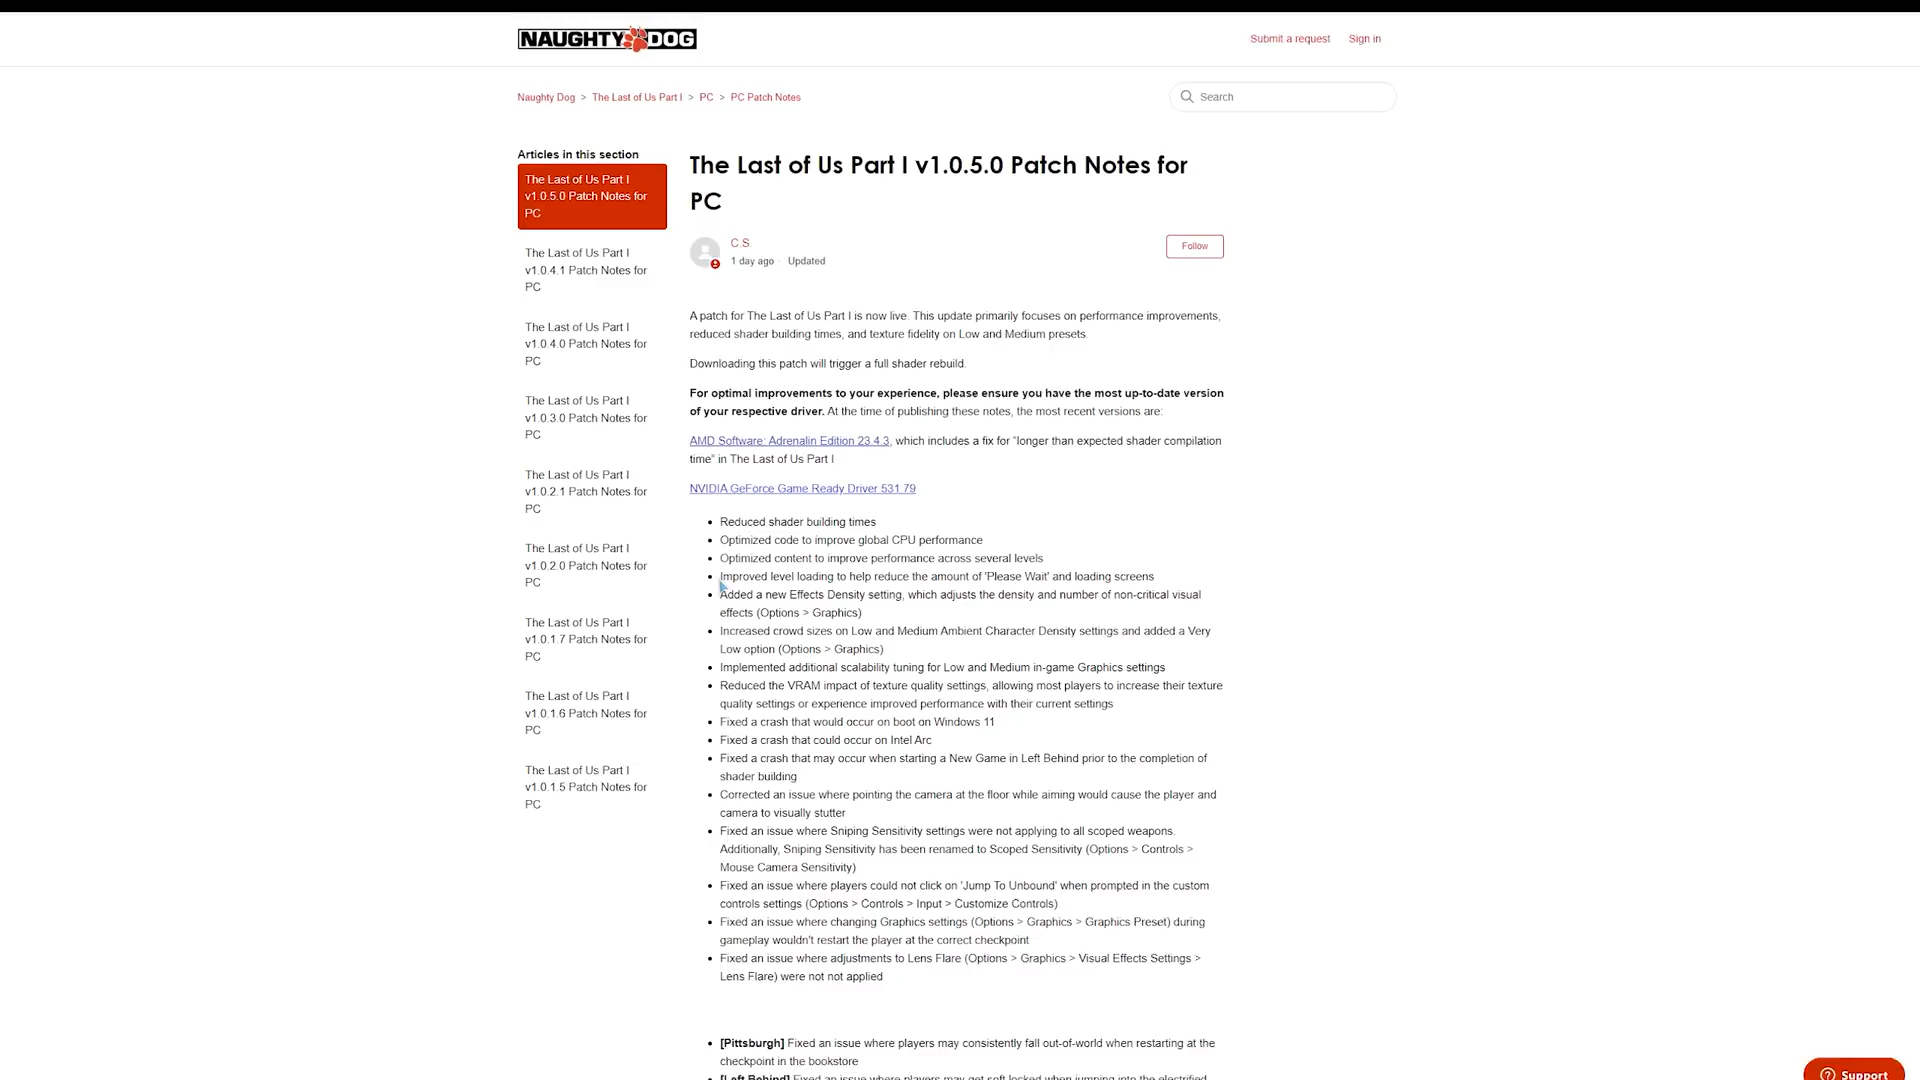 NAUGHTY DOG
Submit a request
Sign in
Naughty Dog > The Last of Us Part I > PC > PC Patch Notes
Search
Articles in this section
The Last of Us Part I
v1.0.5.0 Patch Notes for
PC
The Last of Us Part I
v1.0.4.1 Patch Notes for
PC
The Last of Us Part I
v1.0.4.0 Patch Notes for
PC
The Last of Us Part I
v1.0.3.0 Patch Notes for
PC
The Last of Us Part I
v1.0.2.1 Patch Notes for
PC
The Last of Us Part I
v1.0.2.0 Patch Notes for
PC
The Last of Us Part I
v1.0.1.7 Patch Notes for
PC
The Last of Us Part I
v1.0.1.6 Patch Notes for
PC
The Last of Us Part I
v1.0.1.5 Patch Notes for
PC
The Last of Us Part I v1.0.5.0 Patch Notes for
PC
C.S.
1 day ago · Updated
Follow
A patch for The Last of Us Part I is now live. This update primarily focuses on performance improvements,
reduced shader building times, and texture fidelity on Low and Medium presets.
Downloading this patch will trigger a full shader rebuild.
For optimal improvements to your experience, please ensure you have the most up-to-date version
of your respective driver. At the time of publishing these notes, the most recent versions are:
AMD Software: Adrenalin Edition 23.4.3, which includes a fix for “longer than expected shader compilation
time” in The Last of Us Part I
NVIDIA GeForce Game Ready Driver 531.79
• Reduced shader building times
• Optimized code to improve global CPU performance
• Optimized content to improve performance across several levels
• Improved level loading to help reduce the amount of 'Please Wait' and loading screens
• Added a new Effects Density setting, which adjusts the density and number of non-critical visual
effects (Options > Graphics)
• Increased crowd sizes on Low and Medium Ambient Character Density settings and added a Very
Low option (Options > Graphics)
• Implemented additional scalability tuning for Low and Medium in-game Graphics settings
• Reduced the VRAM impact of texture quality settings, allowing most players to increase their texture
quality settings or experience improved performance with their current settings
• Fixed a crash that would occur on boot on Windows 11
• Fixed a crash that could occur on Intel Arc
• Fixed a crash that may occur when starting a New Game in Left Behind prior to the completion of
shader building
• Corrected an issue where pointing the camera at the floor while aiming would cause the player and
camera to visually stutter
• Fixed an issue where Sniping Sensitivity settings were not applying to all scoped weapons.
Additionally, Sniping Sensitivity has been renamed to Scoped Sensitivity (Options > Controls >
Mouse Camera Sensitivity)
• Fixed an issue where players could not click on 'Jump To Unbound' when prompted in the custom
controls settings (Options > Controls > Input > Customize Controls)
• Fixed an issue where changing Graphics settings (Options > Graphics > Graphics Preset) during
gameplay wouldn't restart the player at the correct checkpoint
• Fixed an issue where adjustments to Lens Flare (Options > Graphics > Visual Effects Settings >
Lens Flare) were not not applied
• [Pittsburgh] Fixed an issue where players may consistently fall out-of-world when restarting at the
checkpoint in the bookstore
• [Left Behind] Fixed an issue where players may get soft locked when jumping into the electrified
Support